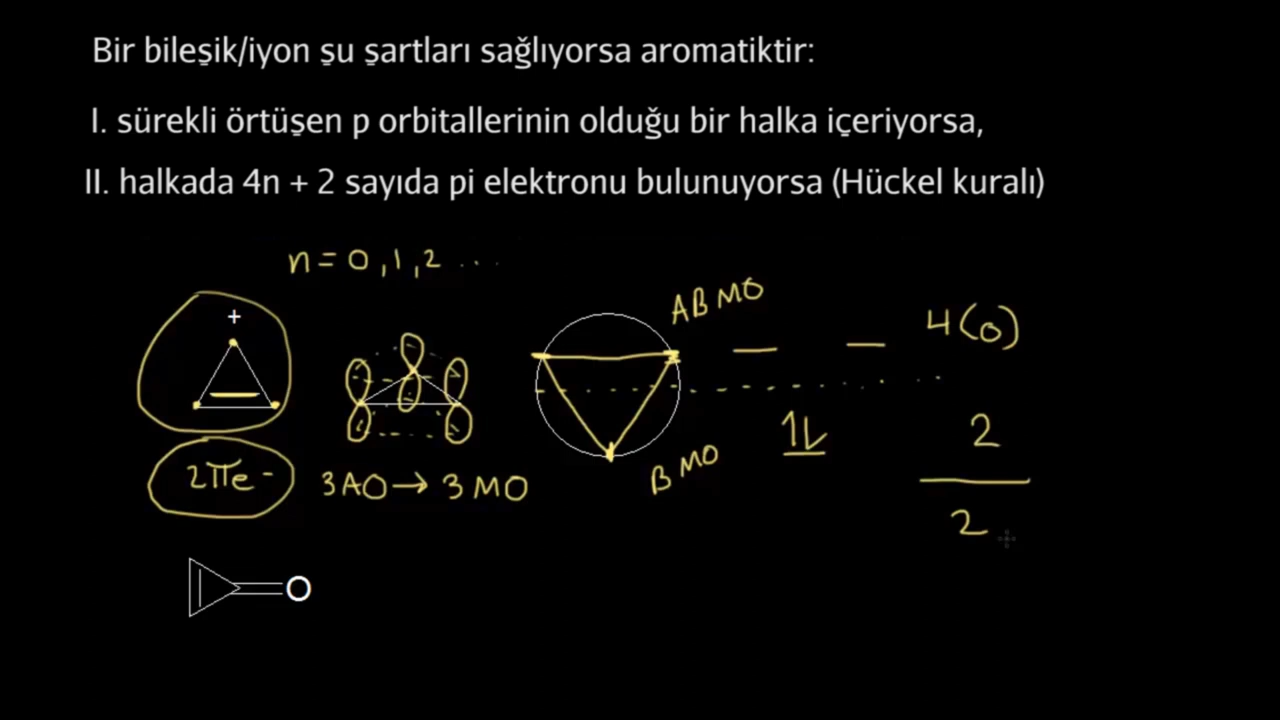 Bir bileşik/iyon şu şartları sağlıyorsa aromatiktir:
I. sürekli örtüşen p orbitallerinin olduğu bir halka içeriyorsa,
II. halkada 4n + 2 sayıda pi elektronu bulunuyorsa (Hückel kuralı)
n = 0, 1, 2 ...
+
ABMO
4(0)
2
BMO
2πe-
3AO → 3MO
2
O